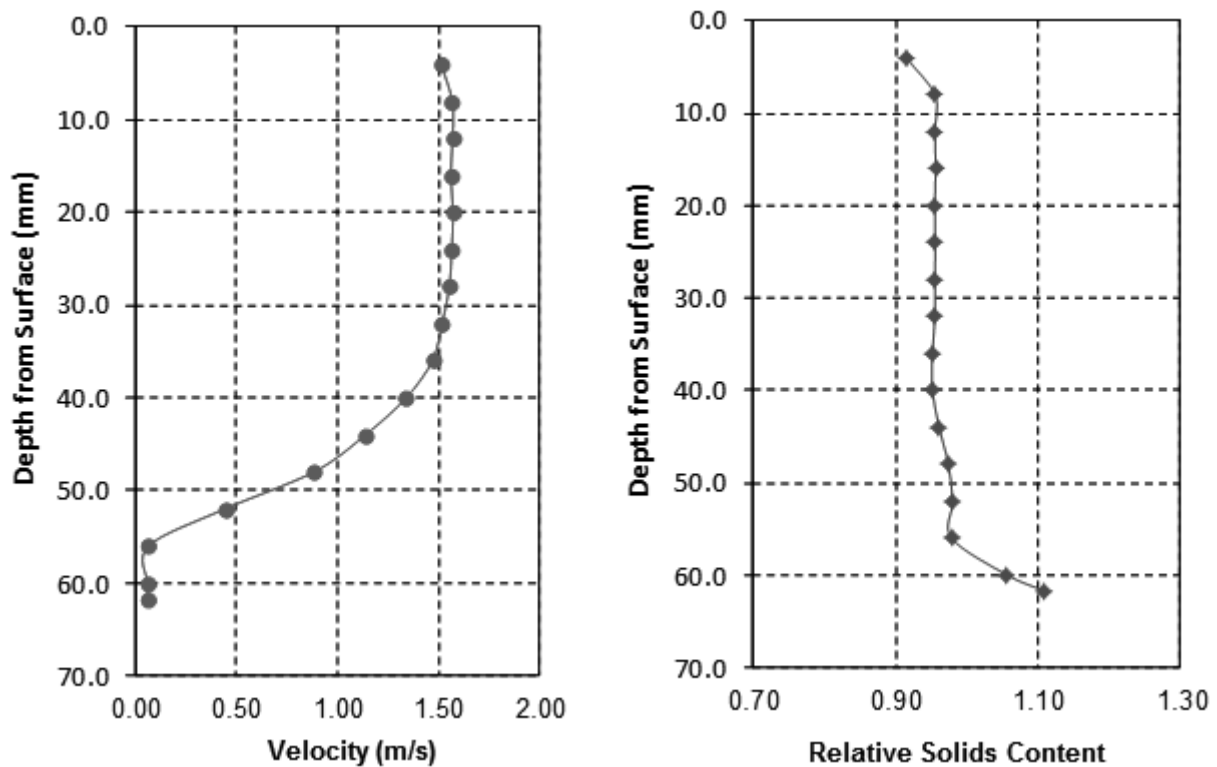 0.0
10.0
20.0
30.0
40.0
50.0
60.0
70.0
Depth from Surface (mm)
0.00 0.50 1.00 1.50 2.00
Velocity (m/s)
0.0
10.0
20.0
30.0
40.0
50.0
60.0
70.0
Depth from Surface (mm)
0.70 0.90 1.10 1.30
Relative Solids Content